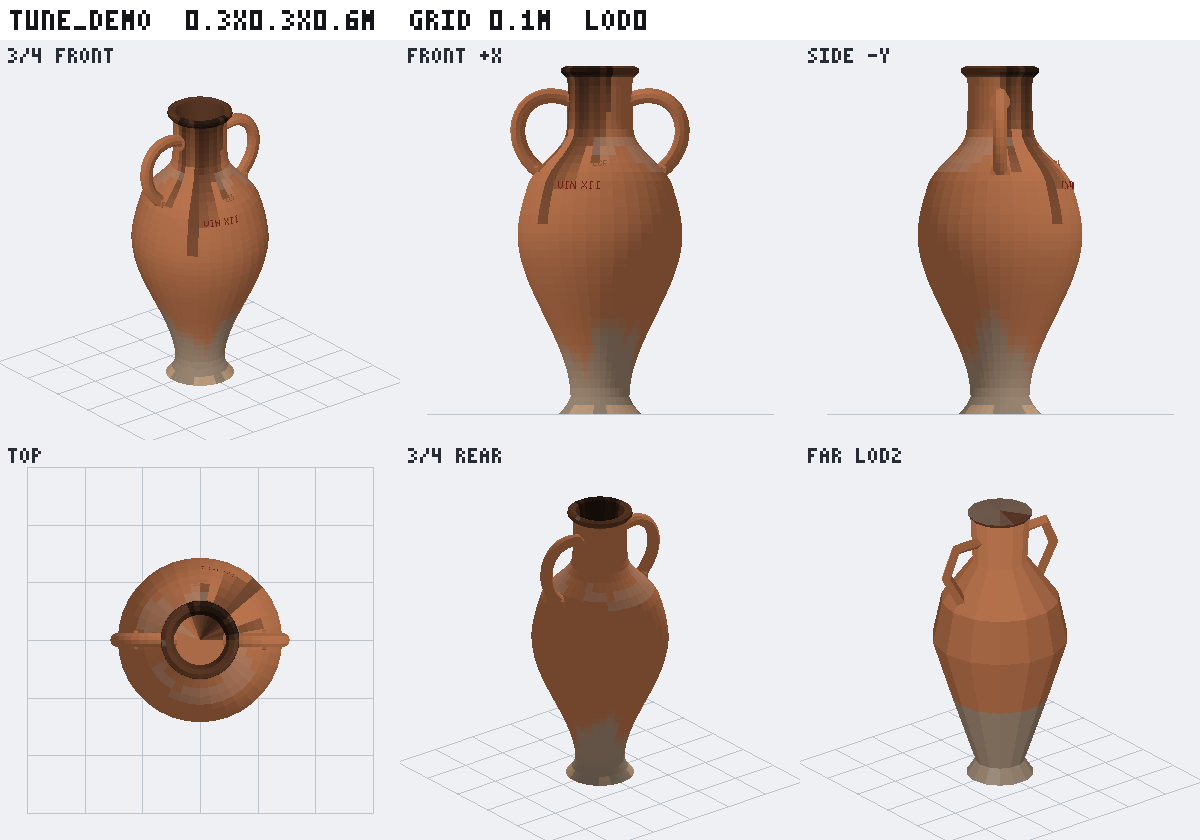 TUNE_DEMO 0.3X0.3X0.6M GRID 0.1M LOD0
3/4 FRONT
FRONT +X
SIDE -Y
VIN XII
VIN XII
TOP
3/4 REAR
FAR LOD2